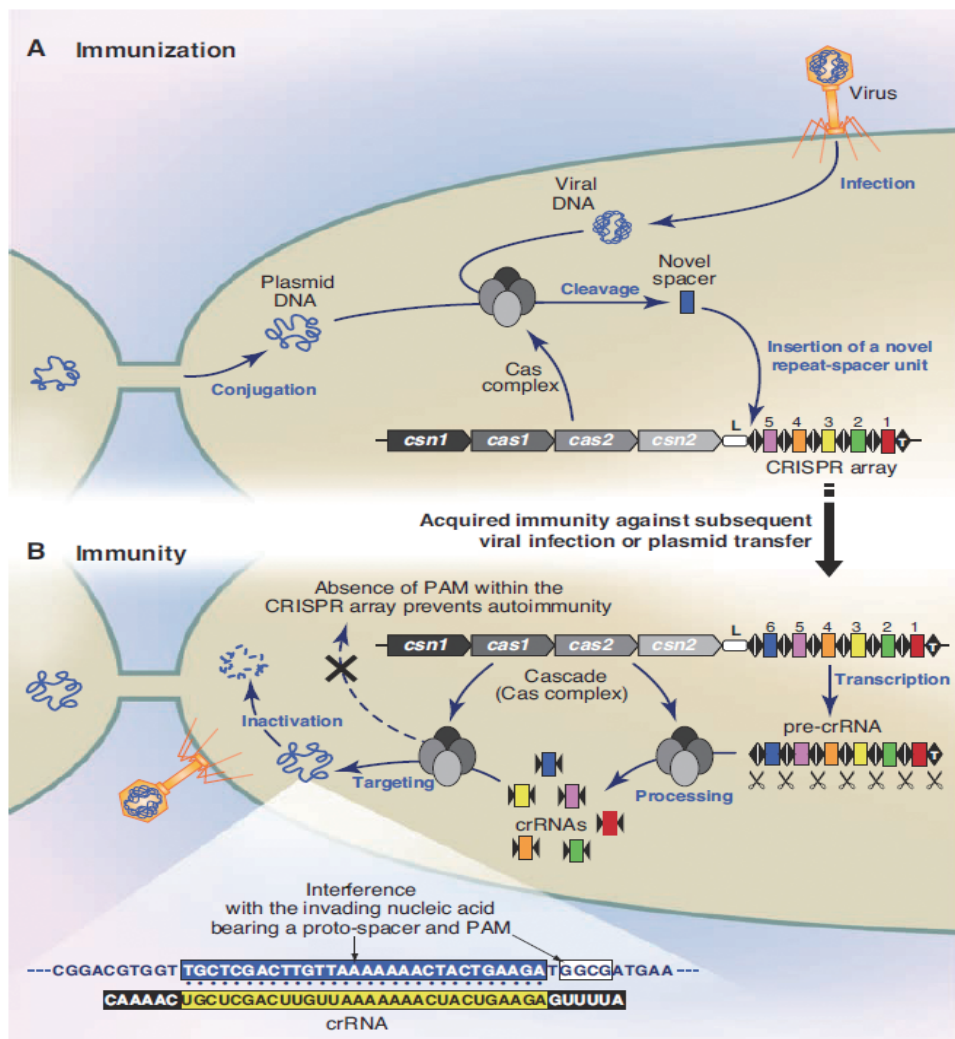 A Immunization
Virus
Infection
Viral
DNA
Plasmid
DNA
Novel
spacer
Cleavage
Conjugation
Cas
complex
Insertion of a novel
repeat-spacer unit
csn1 cas1 cas2 csn2 L 5 4 3 2 1 T
CRISPR array
Acquired immunity against subsequent
viral infection or plasmid transfer
B Immunity
Absence of PAM within the
CRISPR array prevents autoimmunity
csn1 cas1 cas2 csn2 L 6 5 4 3 2 1 T
Cascade
(Cas complex)
Transcription
pre-crRNA
T
Inactivation
Targeting
Processing
crRNAs
Interference
with the invading nucleic acid
bearing a proto-spacer and PAM
---CGGACGTGGT TGCTCGACTTGTTAAAAAAACTACTGAAGA TGGCGATGAA ---
CAAAAC UGCUCGACUUGUUAAAAAAACUACTGAAGA GUUUUA
crRNA